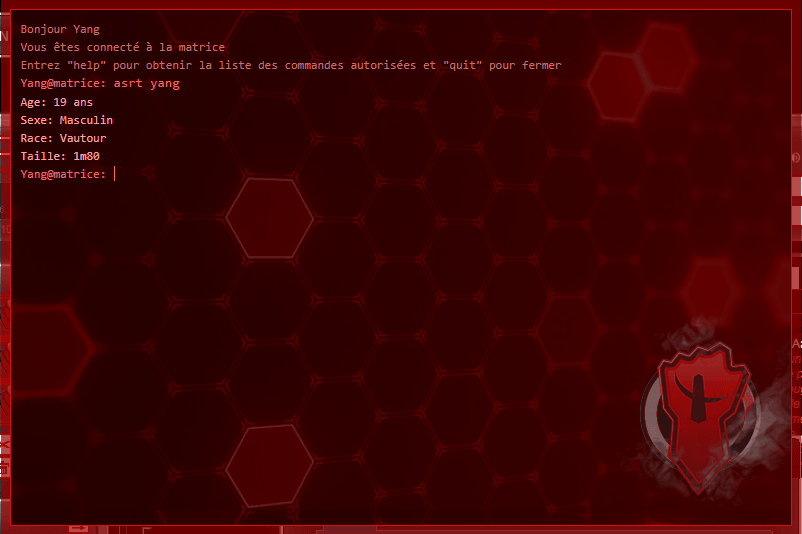 Bonjour Yang
Vous êtes connecté à la matrice
Entrez "help" pour obtenir la liste des commandes autorisées et "quit" pour fermer
Yang@matrice: asrt yang
Age: 19 ans
Sexe: Masculin
Race: Vautour
Taille: 1m80
Yang@matrice: